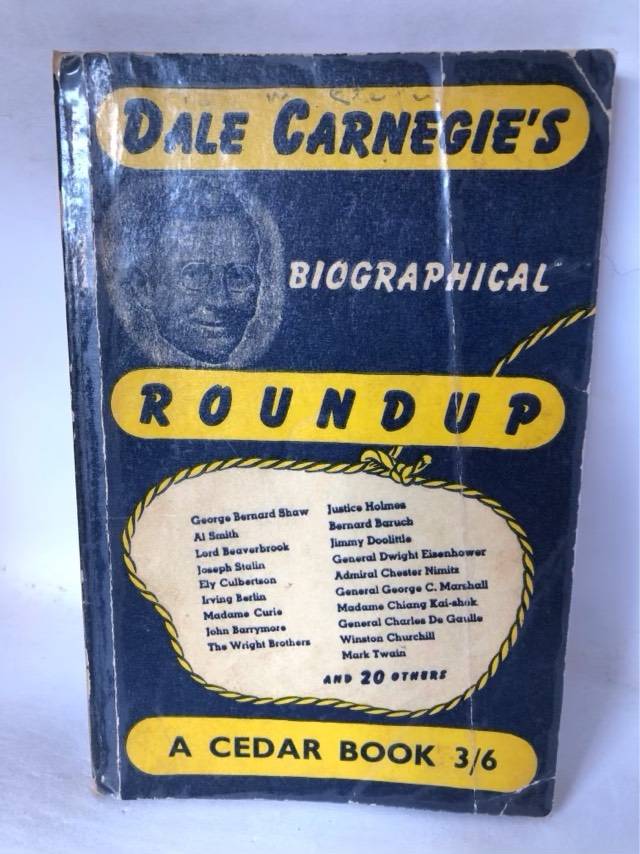 DALE CARNEGIE'S
BIOGRAPHICAL
ROUNDUP
George Bernard Shaw
Al Smith
Lord Beaverbrook
Joseph Stalin
Ely Culbertson
Irving Berlin
Madame Curie
John Barrymore
The Wright Brothers
Justice Holmes
Bernard Baruch
Jimmy Doolittle
General Dwight Eisenhower
Admiral Chester Nimitz
General George C. Marshall
Madame Chiang Kai-shek
General Charles De Gaulle
Winston Churchill
Mark Twain
AND 20 OTHERS
A CEDAR BOOK 3/6